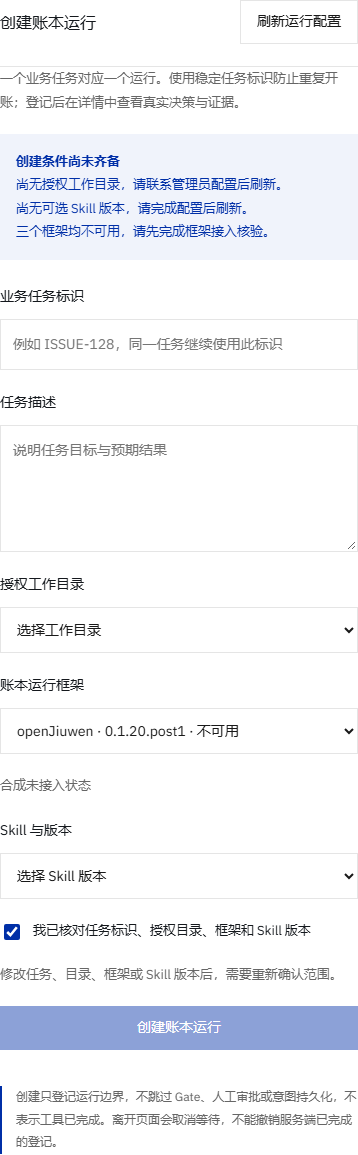 创建账本运行
刷新运行配置
一个业务任务对应一个运行。使用稳定任务标识防止重复开
账；登记后在详情中查看真实决策与证据。
创建条件尚未齐备
尚无授权工作目录，请联系管理员配置后刷新。
尚无可选 Skill 版本，请完成配置后刷新。
三个框架均不可用，请先完成框架接入核验。
业务任务标识
例如 ISSUE-128，同一任务继续使用此标识
任务描述
说明任务目标与预期结果
授权工作目录
选择工作目录
账本运行框架
openJiuwen · 0.1.20.post1 · 不可用
合成未接入状态
Skill 与版本
选择 Skill 版本
我已核对任务标识、授权目录、框架和 Skill 版本
修改任务、目录、框架或 Skill 版本后，需要重新确认范围。
创建账本运行
创建只登记运行边界，不跳过 Gate、人工审批或意图持久化，不
表示工具已完成。离开页面会取消等待，不能撤销服务端已完成
的登记。